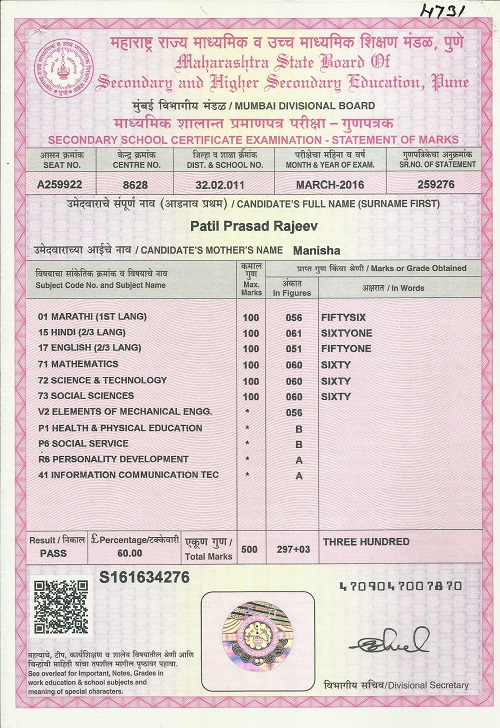 4731
महाराष्ट्र राज्य माध्यमिक व उच्च माध्यमिक शिक्षण मंडळ, पुणे
Maharashtra State Board Of
Secondary and Higher Secondary Education, Pune
मुंबई विभागीय मंडळ / MUMBAI DIVISIONAL BOARD
माध्यमिक शालान्त प्रमाणपत्र परीक्षा – गुणपत्रक
SECONDARY SCHOOL CERTIFICATE EXAMINATION - STATEMENT OF MARKS
आसन क्रमांक केंद्र क्रमांक जिल्हा व शाळा क्रमांक परीक्षेचा महिना व वर्ष गुणपत्रिकेचा अनुक्रमांक
SEAT NO. CENTRE NO. DIST. & SCHOOL NO. MONTH & YEAR OF EXAM. SR.NO. OF STATEMENT
A259922 8628 32.02.011 MARCH-2016 259276
उमेदवाराचे संपूर्ण नाव (आडनाव प्रथम) / CANDIDATE'S FULL NAME (SURNAME FIRST)
Patil Prasad Rajeev
उमेदवाराच्या आईचे नाव / CANDIDATE'S MOTHER'S NAME Manisha
विषयाचा सांकेतिक क्रमांक व विषयाचे नाव
Subject Code No. and Subject Name
कमाल
गुण
Max.
Marks
प्राप्त गुण किंवा श्रेणी / Marks or Grade Obtained
अंकात
In Figures
अक्षरात / In Words
01 MARATHI (1ST LANG) 100 056 FIFTYSIX
15 HINDI (2/3 LANG) 100 061 SIXTYONE
17 ENGLISH (2/3 LANG) 100 051 FIFTYONE
71 MATHEMATICS 100 060 SIXTY
72 SCIENCE & TECHNOLOGY 100 060 SIXTY
73 SOCIAL SCIENCES 100 060 SIXTY
V2 ELEMENTS OF MECHANICAL ENGG. * 056
P1 HEALTH & PHYSICAL EDUCATION * B
P6 SOCIAL SERVICE * B
R6 PERSONALITY DEVELOPMENT * A
41 INFORMATION COMMUNICATION TEC * A
Result / निकाल
PASS
£ Percentage/टक्केवारी
60.00
एकूण गुण /
Total Marks
500 297+03 THREE HUNDRED
S161634276
4709047007870
महत्वाचे, टीप, कार्यशिक्षण व शालेय विषयातील श्रेणी आणि
चिन्हांची माहिती यांचा तपशील मागील पृष्ठावर पहावा.
See overleaf for Important, Notes, Grades in
work education & school subjects and
meaning of special characters.
विभागीय सचिव/Divisional Secretary